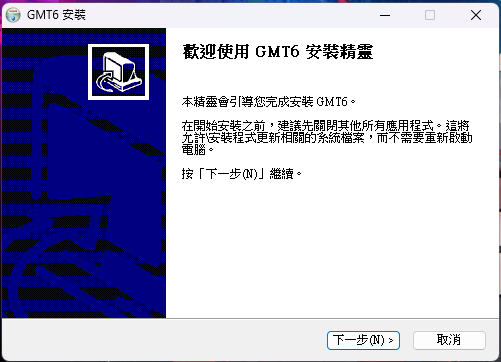 GMT6 安裝
歡迎使用 GMT6 安裝精靈
本精靈會引導您完成安裝 GMT6。
在開始安裝之前，建議先關閉其他所有應用程式。這將
允許\安裝程式更新相關的系統檔案，而不需要重新啟動
電腦。
按「下一步(N)」繼續。
下一步(N) >
取消